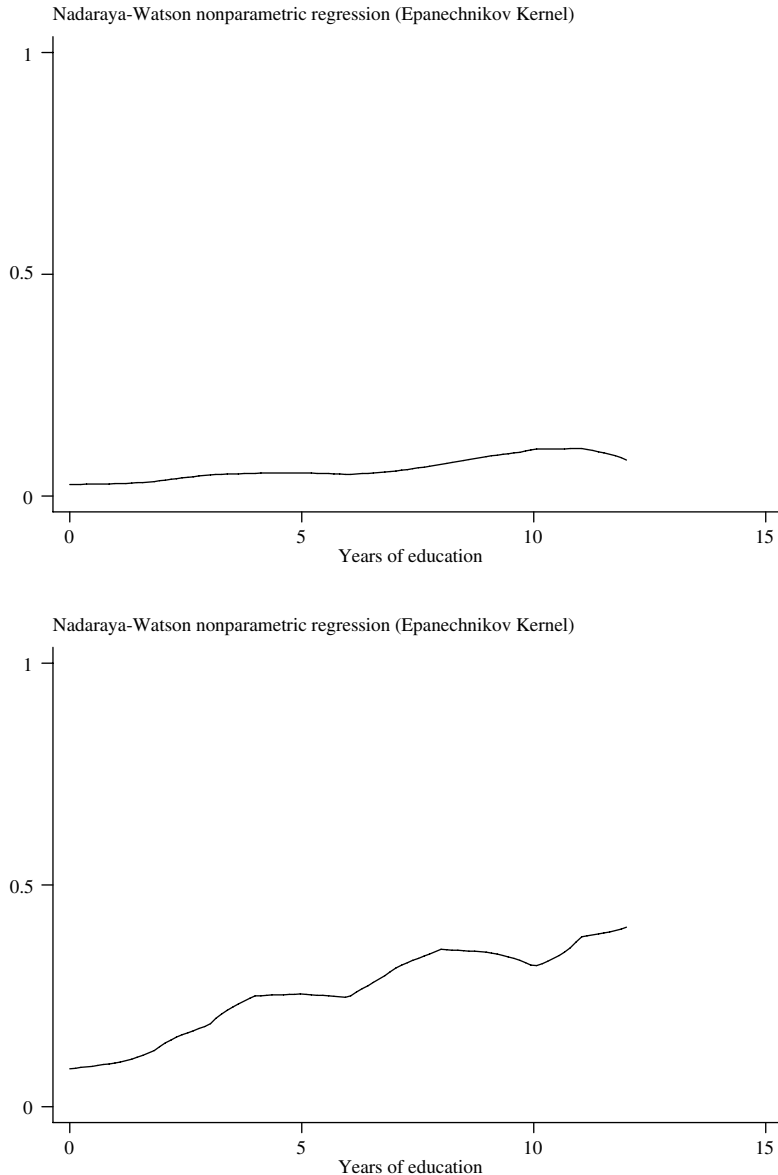 Nadaraya-Watson nonparametric regression (Epanechnikov Kernel)
1
0.5
0
0 5 10 15
Years of education
Nadaraya-Watson nonparametric regression (Epanechnikov Kernel)
1
0.5
0
0 5 10 15
Years of education